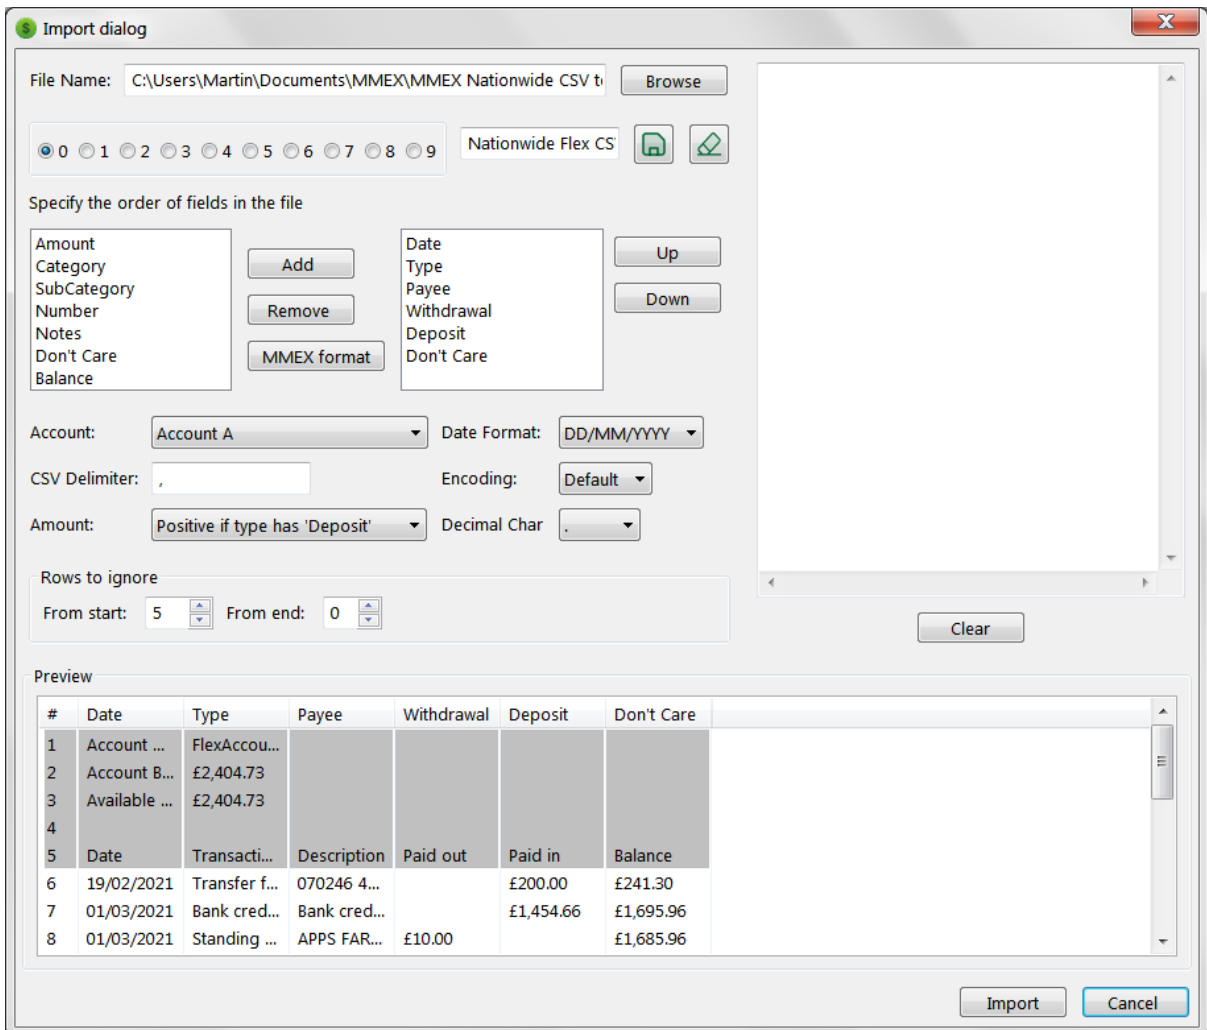 $ Import dialog
File Name: C:\Users\Martin\Documents\MMEX\MMEX Nationwide CSV t Browse
0 1 2 3 4 5 6 7 8 9 Nationwide Flex CS
Specify the order of fields in the file
Amount
Category
SubCategory
Number
Notes
Don't Care
Balance
Add
Remove
MMEX format
Date
Type
Payee
Withdrawal
Deposit
Don't Care
Up
Down
Account: Account A Date Format: DD/MM/YYYY
CSV Delimiter: , Encoding: Default
Amount: Positive if type has 'Deposit' Decimal Char .
Rows to ignore
From start: 5 From end: 0
Clear
Preview
# Date Type Payee Withdrawal Deposit Don't Care
1 Account ... FlexAccou...
2 Account B... £2,404.73
3 Available ... £2,404.73
4
5 Date Transacti... Description Paid out Paid in Balance
6 19/02/2021 Transfer f... 070246 4... £200.00 £241.30
7 01/03/2021 Bank cred... Bank cred... £1,454.66 £1,695.96
8 01/03/2021 Standing ... APPS FAR... £10.00 £1,685.96
Import Cancel